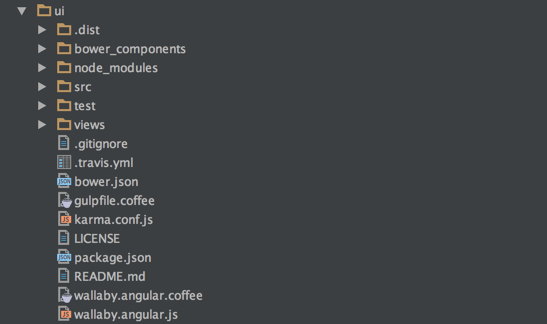 ui
.dist
bower_components
node_modules
src
test
views
.gitignore
.travis.yml
JSON bower.json
gulpfile.coffee
JS karma.conf.js
LICENSE
JSON package.json
README.md
wallaby.angular.coffee
JS wallaby.angular.js